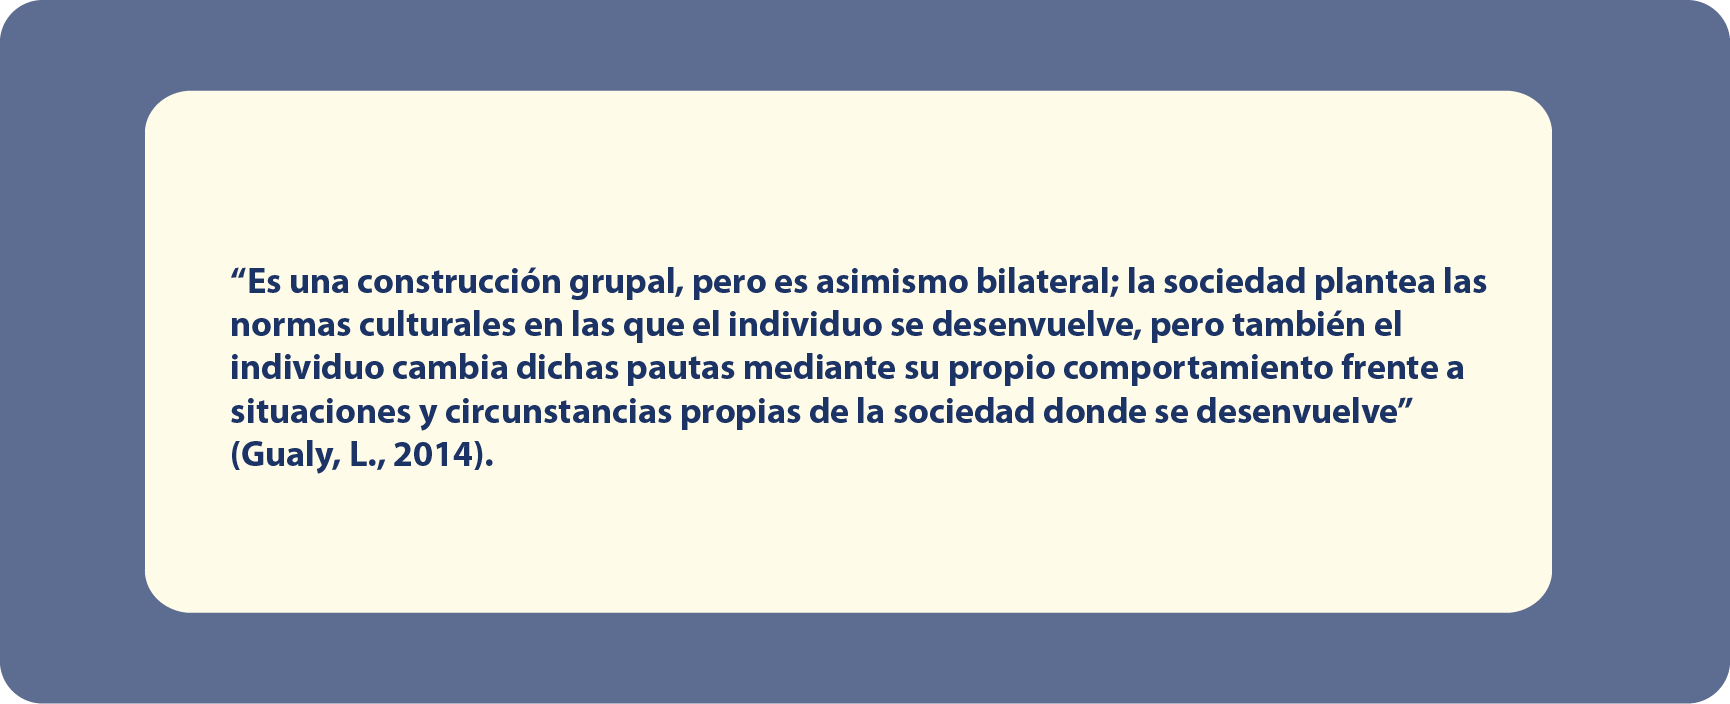 “Es una construcción grupal, pero es asimismo bilateral; la sociedad plantea las
normas culturales en las que el individuo se desenvuelve, pero también el
individuo cambia dichas pautas mediante su propio comportamiento frente a
situaciones y circunstancias propias de la sociedad donde se desenvuelve”
(Gualy, L., 2014).